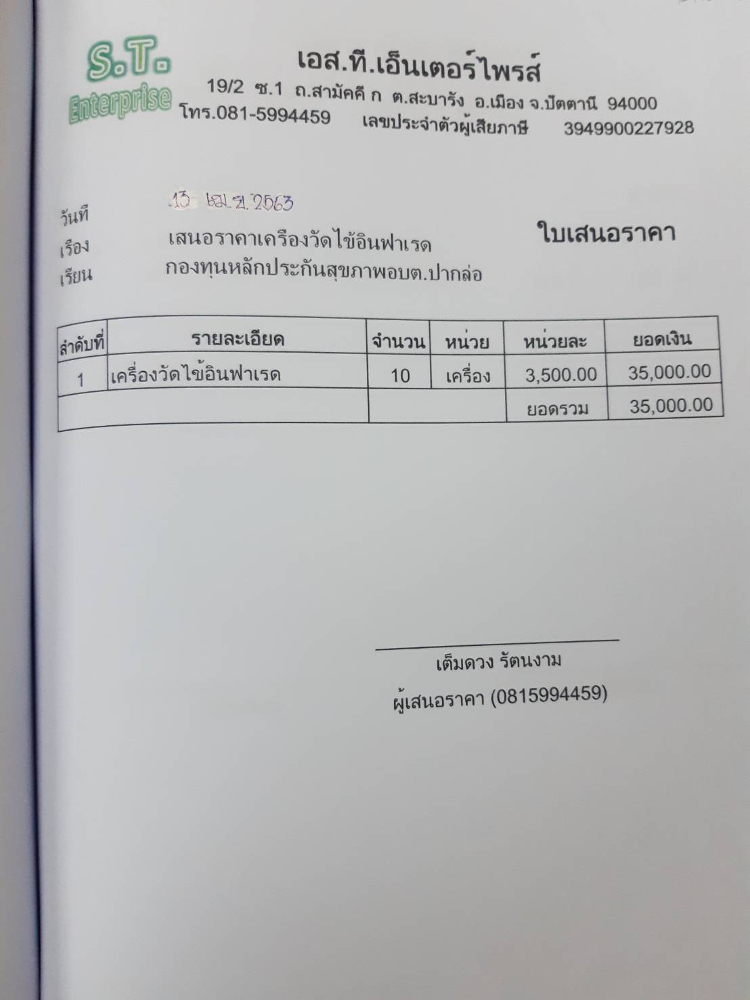 S.T.
Enterprise
เอส.ที.เอ็นเตอร์ไพรส์
19/2 ซ.1 ถ.สามัคคี ก ต.สะบารัง อ.เมือง จ.ปัตตานี 94000
โทร.081-5994459 เลขประจำตัวผู้เสียภาษี 3949900227928
วันที่ 13 เม.ย. 2563
เรื่อง เสนอราคาเครื่องวัดไข้อินฟาเรด ใบเสนอราคา
เรียน กองทุนหลักประกันสุขภาพอบต.ปากล่อ
ลำดับที่ รายละเอียด จำนวน หน่วย หน่วยละ ยอดเงิน
1 เครื่องวัดไข้อินฟาเรด 10 เครื่อง 3,500.00 35,000.00
ยอดรวม 35,000.00
เต็มดวง รัตนงาม
ผู้เสนอราคา (0815994459)